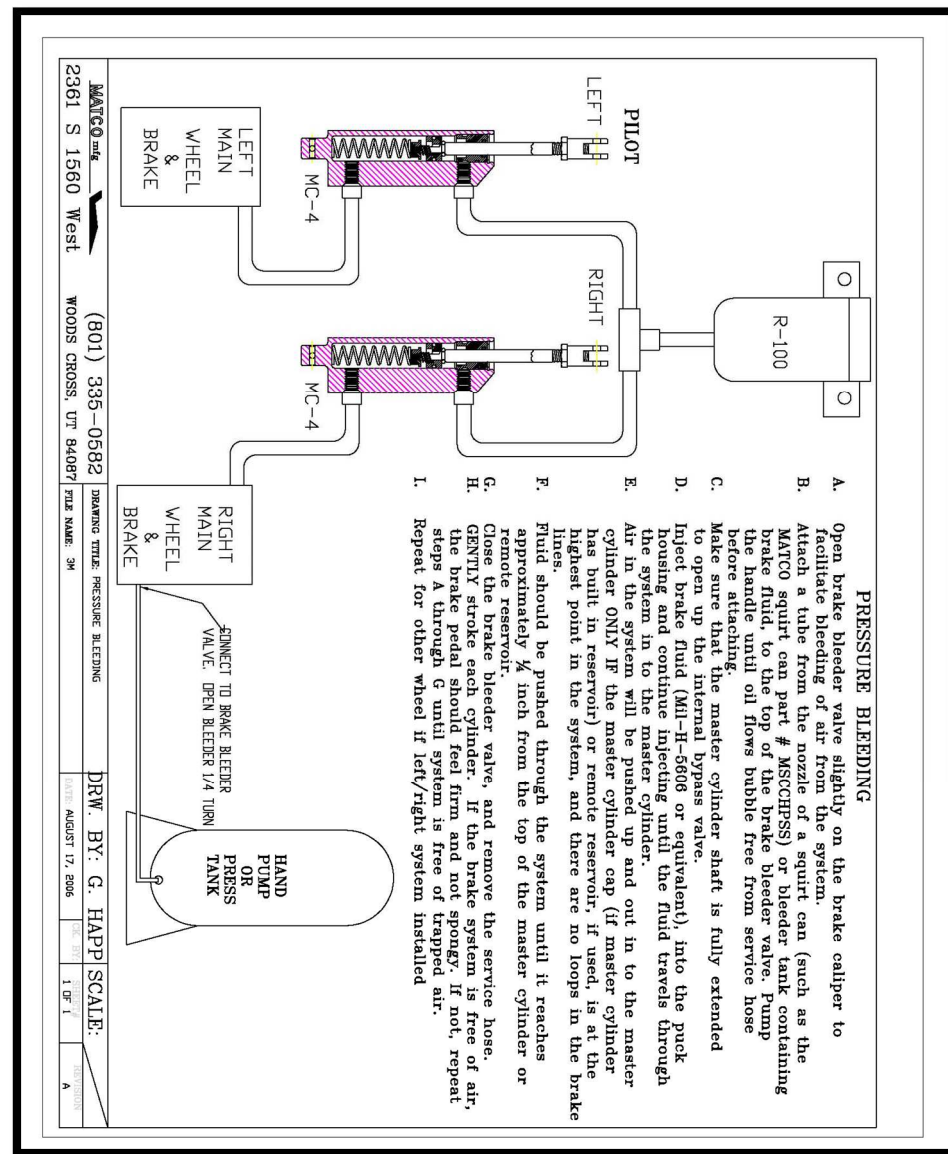 PRESSURE BLEEDING
A. Open brake bleeder valve slightly on the brake caliper to
facilitate bleeding of air from the system.
B. Attach a tube from the nozzle of a squirt can (such as the
MATCO squirt can part # MSCCHPSS) or bleeder tank containing
brake fluid, to the top of the brake bleeder valve. Pump
the handle until oil flows bubble free from service hose
before attaching.
C. Make sure that the master cylinder shaft is fully extended
to open up the internal bypass valve.
D. Inject brake fluid (Mil-H-5606 or equivalent), into the puck
housing and continue injecting until the fluid travels through
the system in to the master cylinder.
E. Air in the system will be pushed up and out in to the master
cylinder ONLY IF the master cylinder cap (if master cylinder
has built in reservoir) or remote reservoir, if used, is at the
highest point in the system, and there are no loops in the brake
lines.
F. Fluid should be pushed through the system until it reaches
approximately ¼ inch from the top of the master cylinder or
remote reservoir.
G. Close the brake bleeder valve, and remove the service hose.
H. GENTLY stroke each cylinder. If the brake system is free of air,
the brake pedal should feel firm and not spongy. If not, repeat
steps A through G until system is free of trapped air.
I. Repeat for other wheel if left/right system installed
R-100
PILOT
LEFT
RIGHT
MC-4
MC-4
LEFT
MAIN
WHEEL
&
BRAKE
RIGHT
MAIN
WHEEL
&
BRAKE
CONNECT TO BRAKE BLEEDER
VALVE. OPEN BLEEDER 1/4 TURN
HAND
PUMP
OR
PRESS
TANK
MATCO mfg
(801) 335-0582
2361 S 1560 West
WOODS CROSS, UT 84087
DRAWING TITLE: PRESSURE BLEEDING
FILE NAME: 3M
DRW. BY: G. HAPP
SCALE:
DATE: AUGUST 17, 2006
CK. BY:
SHEET#
1 OF 1
REVISION
A